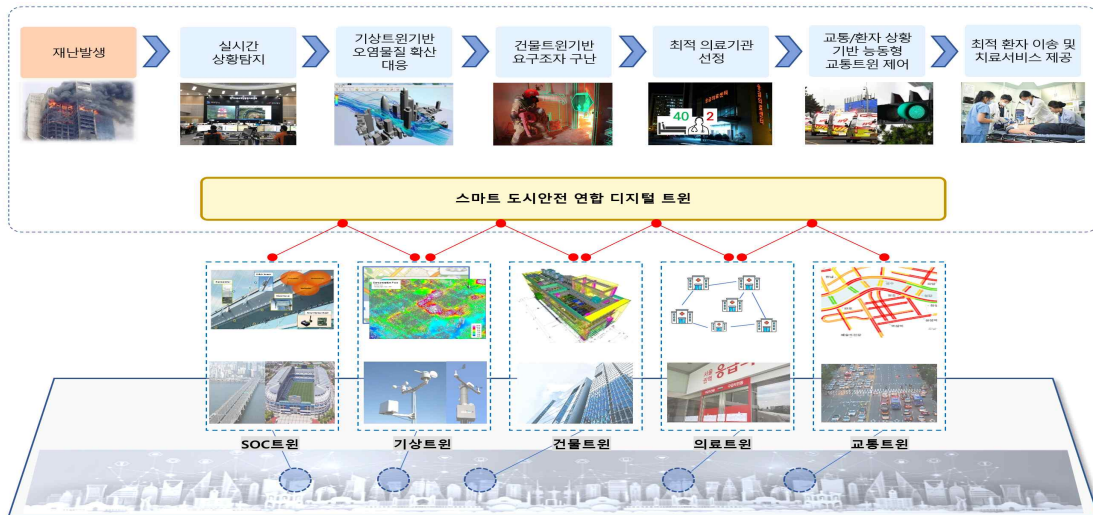 재난발생
실시간
상황탐지
기상트윈기반
오염물질 확산
대응
건물트윈기반
요구조자 구난
최적 의료기관
선정
교통/환자 상황
기반 능동형
교통트윈 제어
최적 환자 이송 및
치료서비스 제공
40
2
스마트 도시안전 연합 디지털 트윈
SOC트윈
기상트윈
건물트윈
의료트윈
교통트윈